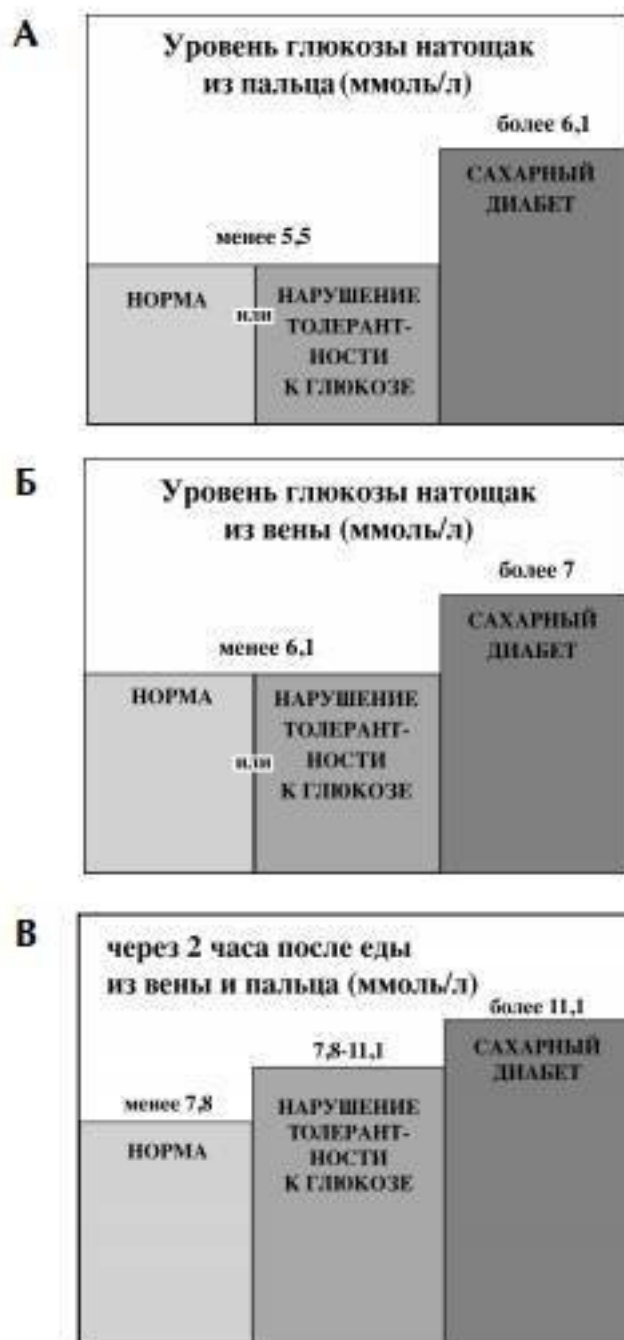 А
Уровень глюкозы натощак
из пальца (ммоль/л)
более 6,1
САХАРНЫЙ
ДИАБЕТ
менее 5,5
НОРМА
или
НАРУШЕНИЕ
ТОЛЕРАНТ-
НОСТИ
К ГЛЮКОЗЕ
Б
Уровень глюкозы натощак
из вены (ммоль/л)
более 7
САХАРНЫЙ
ДИАБЕТ
менее 6,1
НОРМА
или
НАРУШЕНИЕ
ТОЛЕРАНТ-
НОСТИ
К ГЛЮКОЗЕ
В
через 2 часа после еды
из вены и пальца (ммоль/л)
более 11,1
САХАРНЫЙ
ДИАБЕТ
7,8-11,1
НАРУШЕНИЕ
ТОЛЕРАНТ-
НОСТИ
К ГЛЮКОЗЕ
менее 7,8
НОРМА